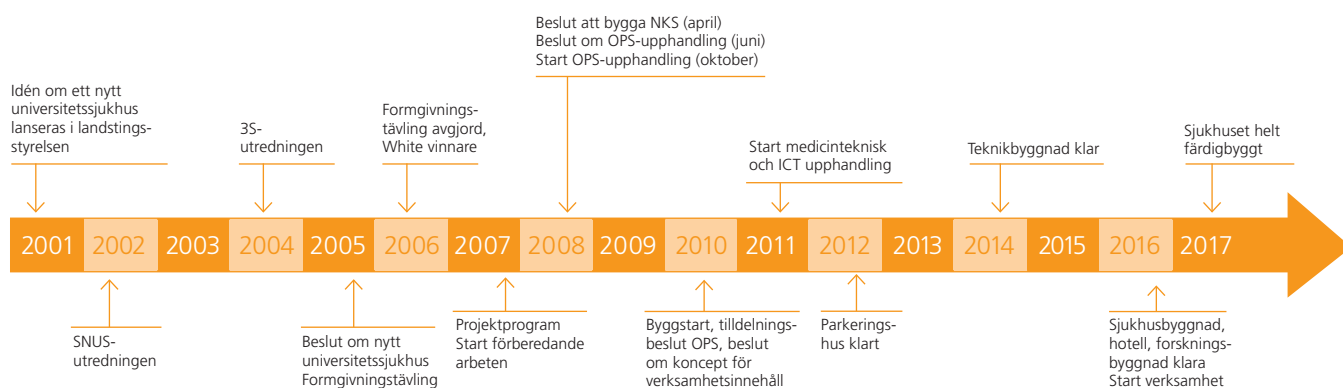 Beslut att bygga NKS (april)
Beslut om OPS-upphandling (juni)
Start OPS-upphandling (oktober)
Idén om ett nytt
universitetssjukhus
lanseras i landstings-
styrelsen
3S-
utredningen
Formgivnings-
tävling avgjord,
White vinnare
Start medicinteknisk
och ICT upphandling
Teknikbyggnad klar
Sjukhuset helt
färdigbyggt
2001 2002 2003 2004 2005 2006 2007 2008 2009 2010 2011 2012 2013 2014 2015 2016 2017
SNUS-
utredningen
Beslut om nytt
universitetssjukhus
Formgivningstävling
Projektprogram
Start förberedande
arbeten
Byggstart, tilldelnings-
beslut OPS, beslut
om koncept för
verksamhetsinnehåll
Parkerings-
hus klart
Sjukhusbyggnad,
hotell, forsknings-
byggnad klara
Start verksamhet